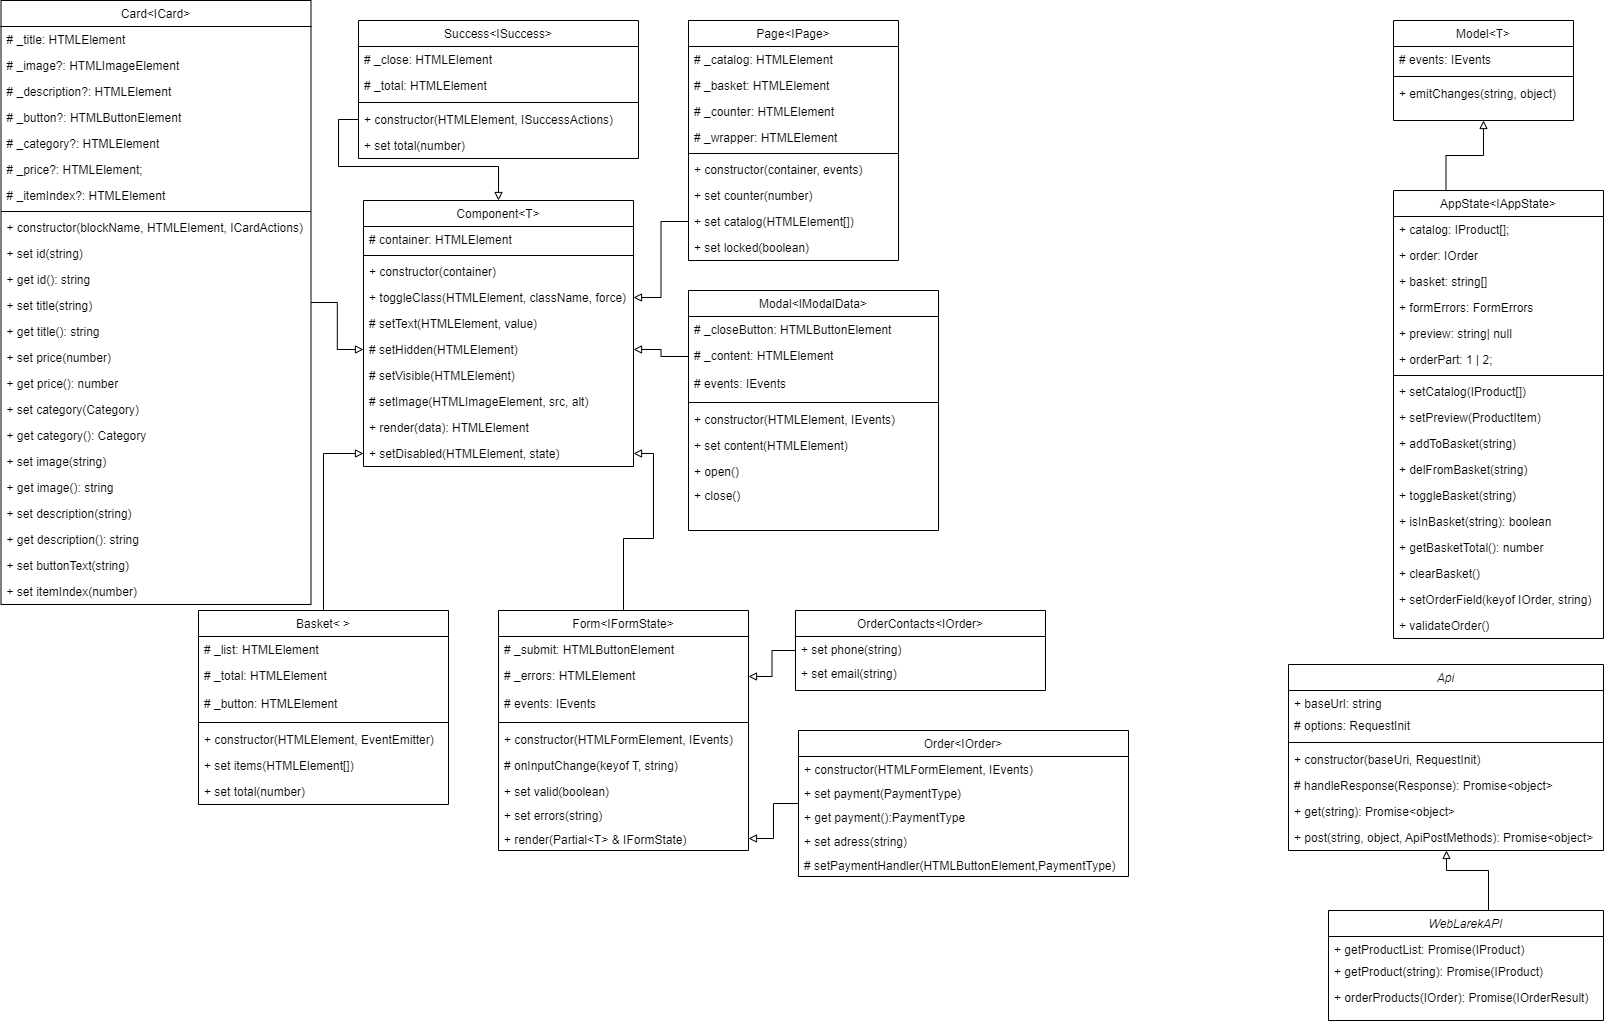 Card<ICard>
# _title: HTMLElement
# _image?: HTMLImageElement
# _description?: HTMLElement
# _button?: HTMLButtonElement
# _category?: HTMLElement
# _price?: HTMLElement;
# _itemIndex?: HTMLElement
+ constructor(blockName, HTMLElement, ICardActions)
+ set id(string)
+ get id(): string
+ set title(string)
+ get title(): string
+ set price(number)
+ get price(): number
+ set category(Category)
+ get category(): Category
+ set image(string)
+ get image(): string
+ set description(string)
+ get description(): string
+ set buttonText(string)
+ set itemIndex(number)
Success<ISuccess>
# _close: HTMLElement
# _total: HTMLElement
+ constructor(HTMLElement, ISuccessActions)
+ set total(number)
Component<T>
# container: HTMLElement
+ constructor(container)
+ toggleClass(HTMLElement, className, force)
# setText(HTMLElement, value)
# setHidden(HTMLElement)
# setVisible(HTMLElement)
# setImage(HTMLImageElement, src, alt)
+ render(data): HTMLElement
+ setDisabled(HTMLElement, state)
Page<IPage>
# _catalog: HTMLElement
# _basket: HTMLElement
# _counter: HTMLElement
# _wrapper: HTMLElement
+ constructor(container, events)
+ set counter(number)
+ set catalog(HTMLElement[])
+ set locked(boolean)
Modal<IModalData>
# _closeButton: HTMLButtonElement
# _content: HTMLElement
# events: IEvents
+ constructor(HTMLElement, IEvents)
+ set content(HTMLElement)
+ open()
+ close()
Basket< >
# _list: HTMLElement
# _total: HTMLElement
# _button: HTMLElement
+ constructor(HTMLElement, EventEmitter)
+ set items(HTMLElement[])
+ set total(number)
Form<IFormState>
# _submit: HTMLButtonElement
# _errors: HTMLElement
# events: IEvents
+ constructor(HTMLFormElement, IEvents)
# onInputChange(keyof T, string)
+ set valid(boolean)
+ set errors(string)
+ render(Partial<T> & IFormState)
OrderContacts<IOrder>
+ set phone(string)
+ set email(string)
Order<IOrder>
+ constructor(HTMLFormElement, IEvents)
+ set payment(PaymentType)
+ get payment():PaymentType
+ set adress(string)
# setPaymentHandler(HTMLButtonElement,PaymentType)
Model<T>
# events: IEvents
+ emitChanges(string, object)
AppState<IAppState>
+ catalog: IProduct[];
+ order: IOrder
+ basket: string[]
+ formErrors: FormErrors
+ preview: string| null
+ orderPart: 1 | 2;
+ setCatalog(IProduct[])
+ setPreview(ProductItem)
+ addToBasket(string)
+ delFromBasket(string)
+ toggleBasket(string)
+ isInBasket(string): boolean
+ getBasketTotal(): number
+ clearBasket()
+ setOrderField(keyof IOrder, string)
+ validateOrder()
Api
+ baseUrl: string
# options: RequestInit
+ constructor(baseUri, RequestInit)
# handleResponse(Response): Promise<object>
+ get(string): Promise<object>
+ post(string, object, ApiPostMethods): Promise<object>
WebLarekAPI
+ getProductList: Promise(IProduct)
+ getProduct(string): Promise(IProduct)
+ orderProducts(IOrder): Promise(IOrderResult)